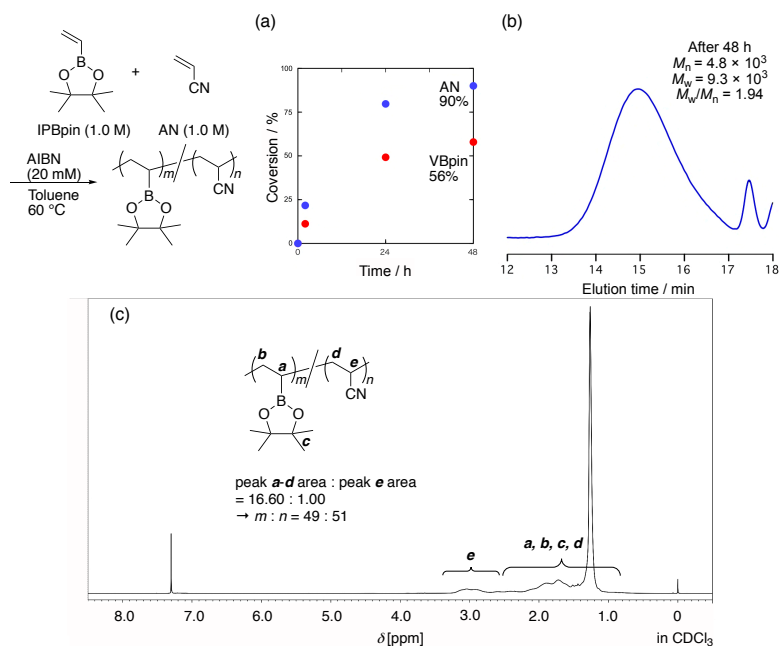 (a)
(b)
B
O O
+
CN
IPBpin (1.0 M) AN (1.0 M)
AIBN
(20 mM)
Toluene
60 °C
m
n
CN
B
O O
Coversion / %
100
75
50
25
0
0
24
48
Time / h
AN
90%
VBpin
56%
After 48 h
Mn = 4.8 × 10³
Mw = 9.3 × 10³
Mw/Mn = 1.94
12 13 14 15 16 17 18
Elution time / min
(c)
b
a
d
e
m
n
CN
B
O O
c
peak a-d area : peak e area
= 16.60 : 1.00
→ m : n = 49 : 51
e
a, b, c, d
8.0 7.0 6.0 5.0 4.0 3.0 2.0 1.0 0
δ [ppm]
in CDCl₃